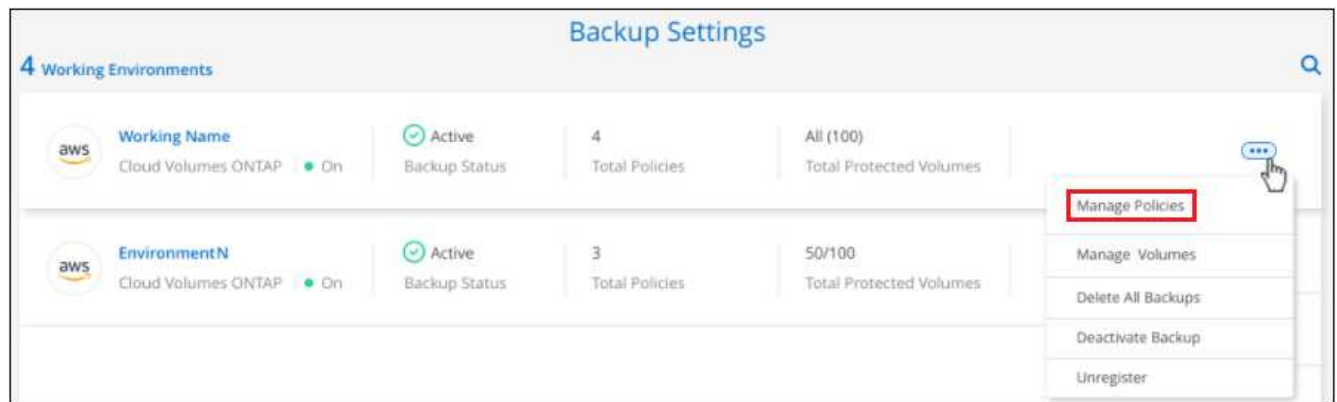 Backup Settings
4 Working Environments
aws
Working Name
Cloud Volumes ONTAP
On
Active
Backup Status
4
Total Policies
All (100)
Total Protected Volumes
Manage Policies
Manage Volumes
Delete All Backups
Deactivate Backup
Unregister
aws
EnvironmentN
Cloud Volumes ONTAP
On
Active
Backup Status
3
Total Policies
50/100
Total Protected Volumes